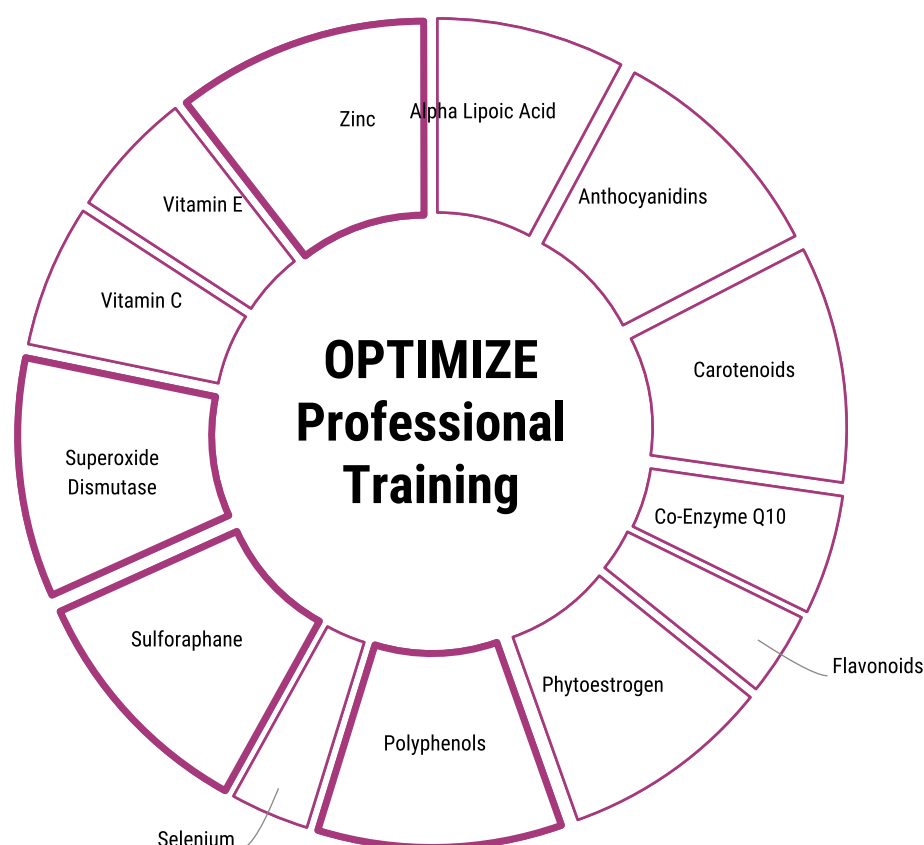 Zinc
Alpha Lipoic Acid
Vitamin E
Anthocyanidins
Vitamin C
OPTIMIZE
Professional
Training
Carotenoids
Superoxide
Dismutase
Co-Enzyme Q10
Sulforaphane
Flavonoids
Phytoestrogen
Polyphenols
Selenium